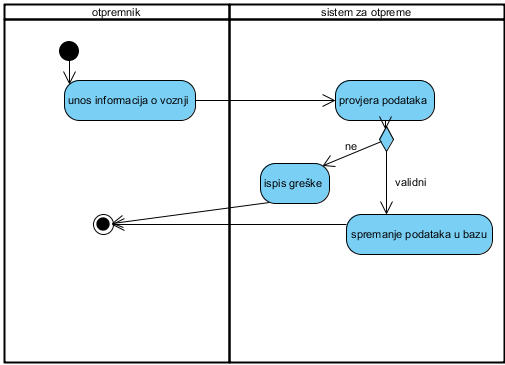 otpremnik
sistem za otpreme
unos informacija o voznji
provjera podataka
ne
ispis greške
validni
spremanje podataka u bazu